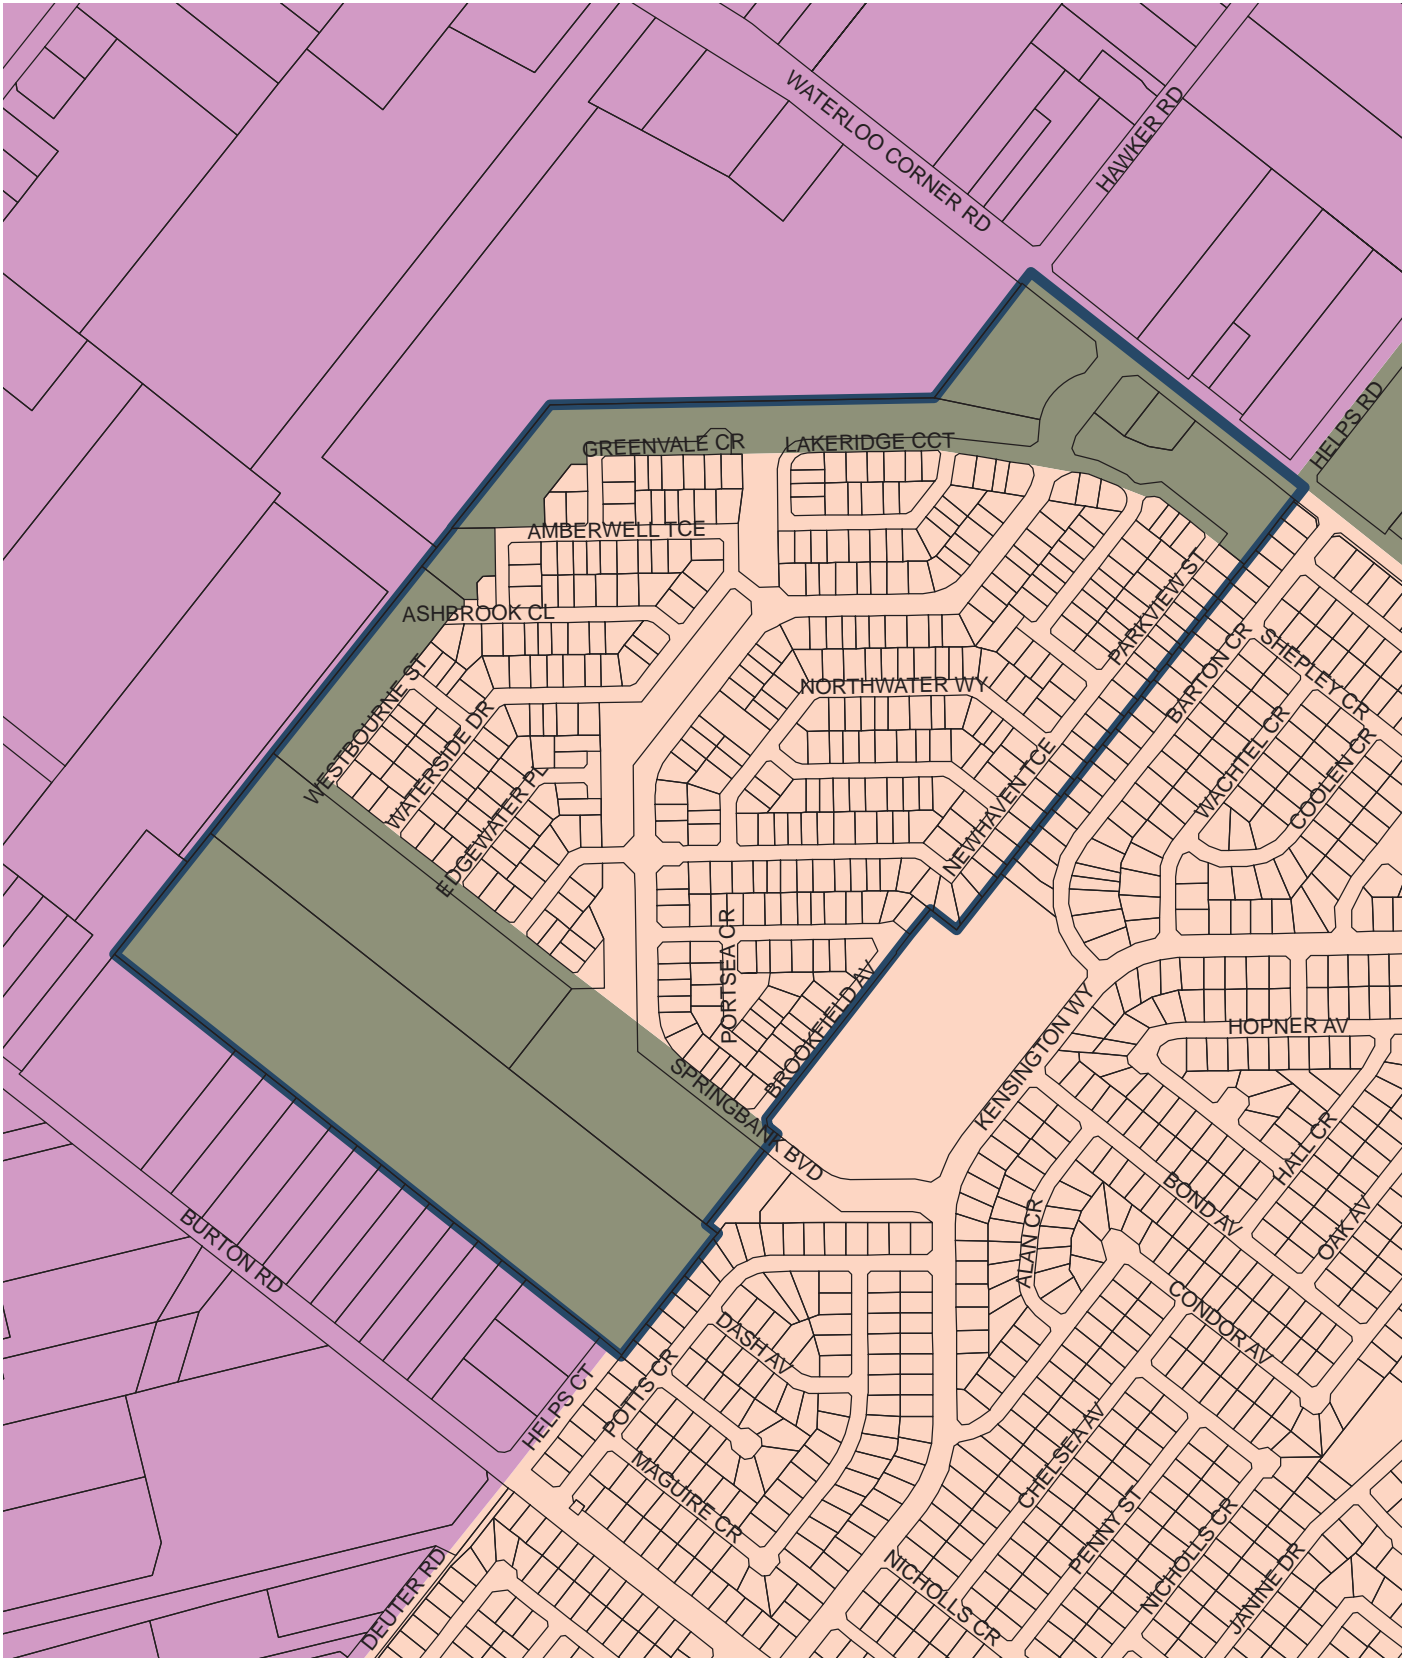 WATERLOO CORNER RD
HAWKER RD
HELPS RD
GREENVALE CR
LAKERIDGE CCT
AMBERWELL TCE
ASHBROOK CL
PARKVIEW ST
BARTON CR
SHEPLEY CR
WESTBOURNE ST
NORTHWATER WY
WATERSIDE DR
WACHTEL CR
COOLEN CR
EDGEWATER PL
NEWHAVEN TCE
PORTSEA CR
BROOKFIELD AV
KENSINGTON WY
HOPNER AV
SPRINGBANK BVD
HALL CR
BOND AV
OAK AV
ALAN CR
BURTON RD
CONDOR AV
DASH AV
HELPS CT
POTTS CR
CHELSEA AV
MAGUIRE CR
PENNY ST
NICHOLLS CR
NICHOLLS CR
JANINE DR
DEUTER RD